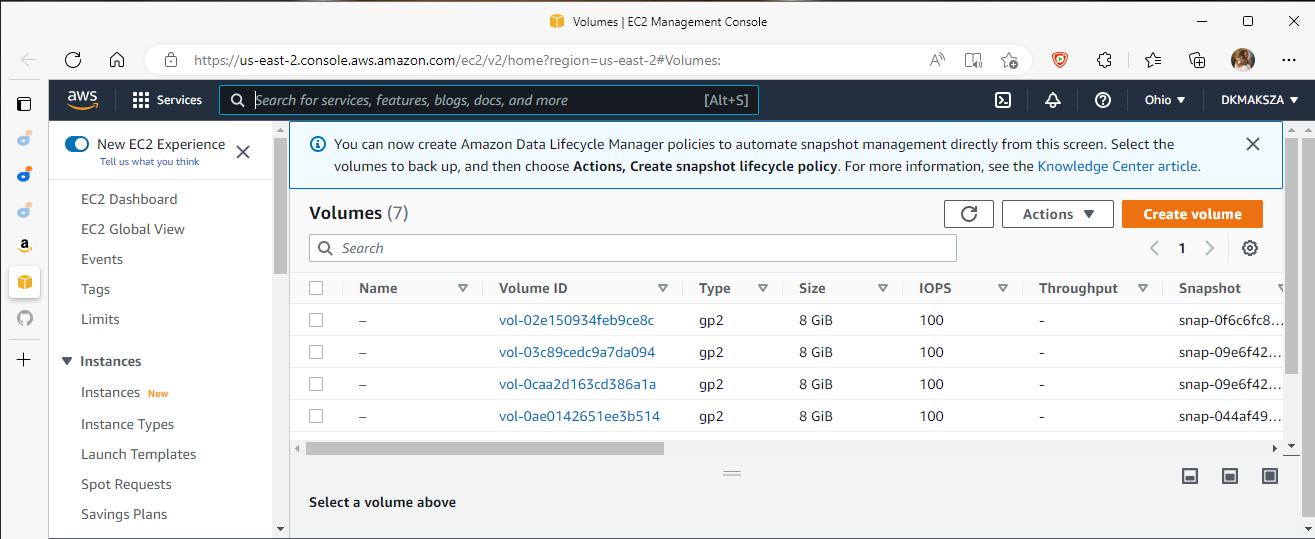 Volumes | EC2 Management Console
https://us-east-2.console.aws.amazon.com/ec2/v2/home?region=us-east-2#Volumes:
aws
Services
Search for services, features, blogs, docs, and more
[Alt+S]
Ohio
DKMAKSZA
New EC2 Experience
Tell us what you think
EC2 Dashboard
EC2 Global View
Events
Tags
Limits
Instances
Instances New
Instance Types
Launch Templates
Spot Requests
Savings Plans
You can now create Amazon Data Lifecycle Manager policies to automate snapshot management directly from this screen. Select the
volumes to back up, and then choose Actions, Create snapshot lifecycle policy. For more information, see the Knowledge Center article.
Volumes (7)
Actions
Create volume
Search
1
Name Volume ID Type Size IOPS Throughput Snapshot
– vol-02e150934feb9ce8c gp2 8 GiB 100 - snap-0f6c6fc8...
– vol-03c89cedc9a7da094 gp2 8 GiB 100 - snap-09e6f42...
– vol-0caa2d163cd386a1a gp2 8 GiB 100 - snap-09e6f42...
– vol-0ae0142651ee3b514 gp2 8 GiB 100 - snap-044af49...
Select a volume above